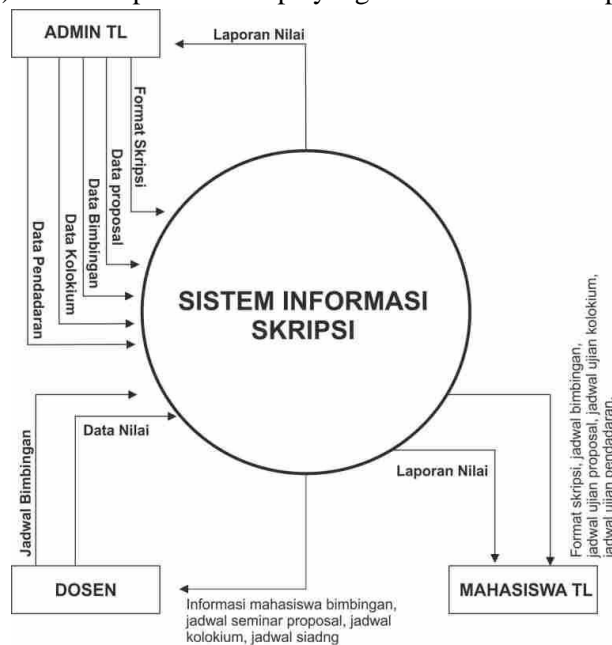 ADMIN TL
Laporan Nilai
Format Skripsi
Data proposal
Data Bimbingan
Data Kolokium
Data Pendadaran
SISTEM INFORMASI
SKRIPSI
Jadwal Bimbingan
Data Nilai
Laporan Nilai
Format skripsi, jadwal bimbingan,
jadwal ujian proposal, jadwal ujian kolokium,
jadwal ujian pendadaran.
DOSEN
MAHASISWA TL
Informasi mahasiswa bimbingan,
jadwal seminar proposal, jadwal
kolokium, jadwal siadng